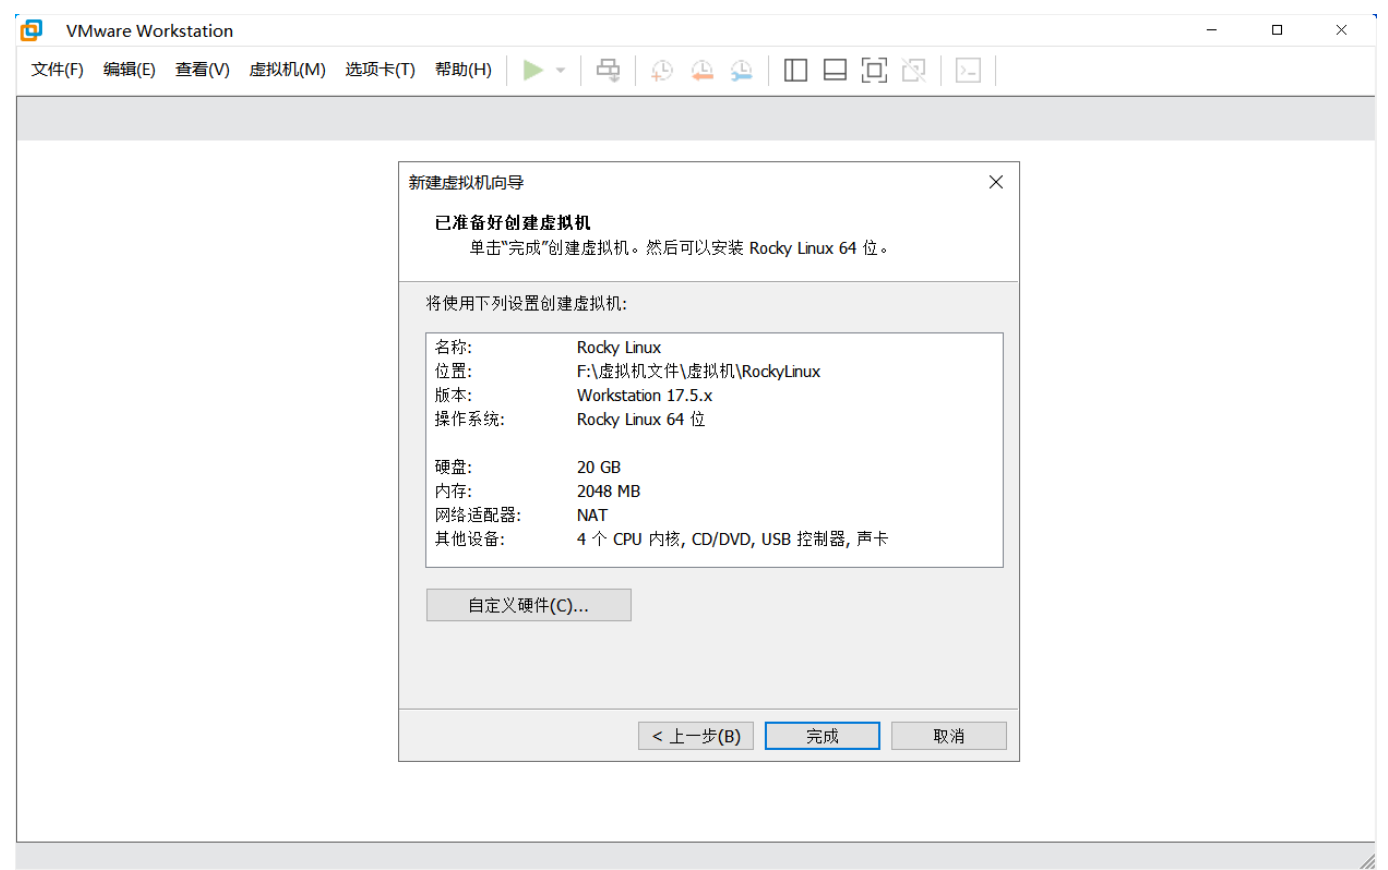 VMware Workstation
文件(F) 编辑(E) 查看(V) 虚拟机(M) 选项卡(T) 帮助(H)
新建虚拟机向导
已准备好创建虚拟机
单击"完成"创建虚拟机。然后可以安装 Rocky Linux 64 位。
将使用下列设置创建虚拟机:
名称: Rocky Linux
位置: F:\虚拟机文件\虚拟机\RockyLinux
版本: Workstation 17.5.x
操作系统: Rocky Linux 64 位
硬盘: 20 GB
内存: 2048 MB
网络适配器: NAT
其他设备: 4 个 CPU 内核, CD/DVD, USB 控制器, 声卡
自定义硬件(C)...
< 上一步(B) 完成 取消